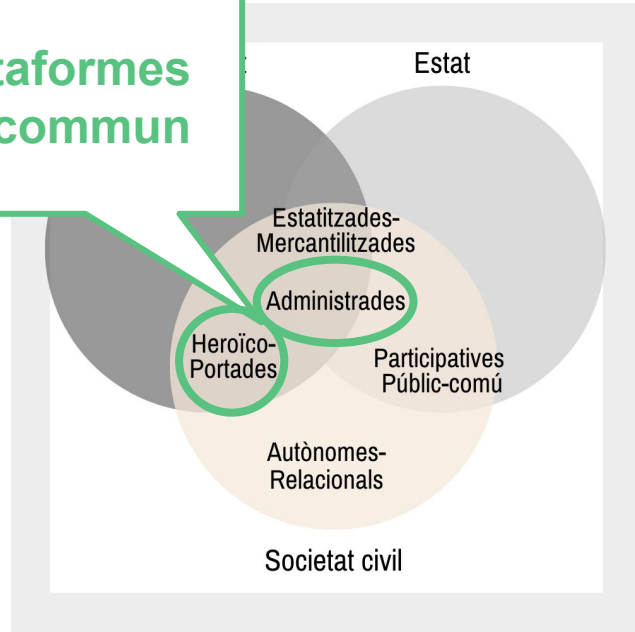 taformes
commun
Estat
Estatitzades-
Mercantilitzades
Administrades
Heroïco-
Portades
Participatives
Públic-comú
Autònomes-
Relacionals
Societat civil